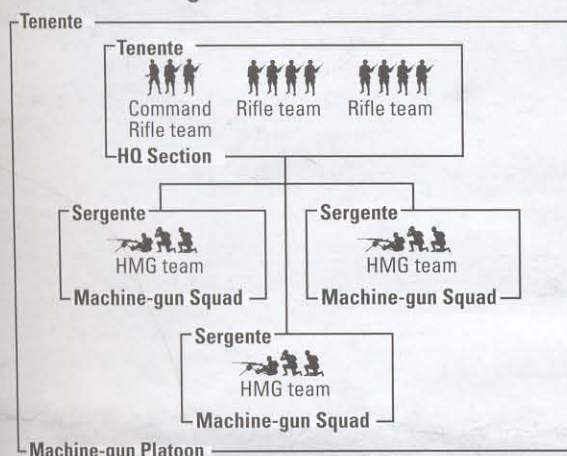 Tenente
Tenente
Command
Rifle team
Rifle team
Rifle team
HQ Section
Sergente
HMG team
Machine-gun Squad
Sergente
HMG team
Machine-gun Squad
Sergente
HMG team
Machine-gun Squad
Machine-gun Platoon